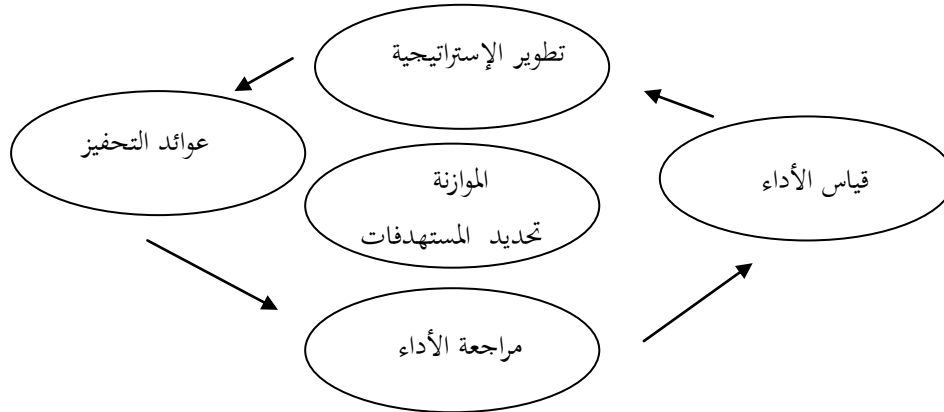 تطوير الإستراتيجية
عوائد التحفيز
قياس الأداء
الموازنة
تحديد المستهدفات
مراجعة الأداء